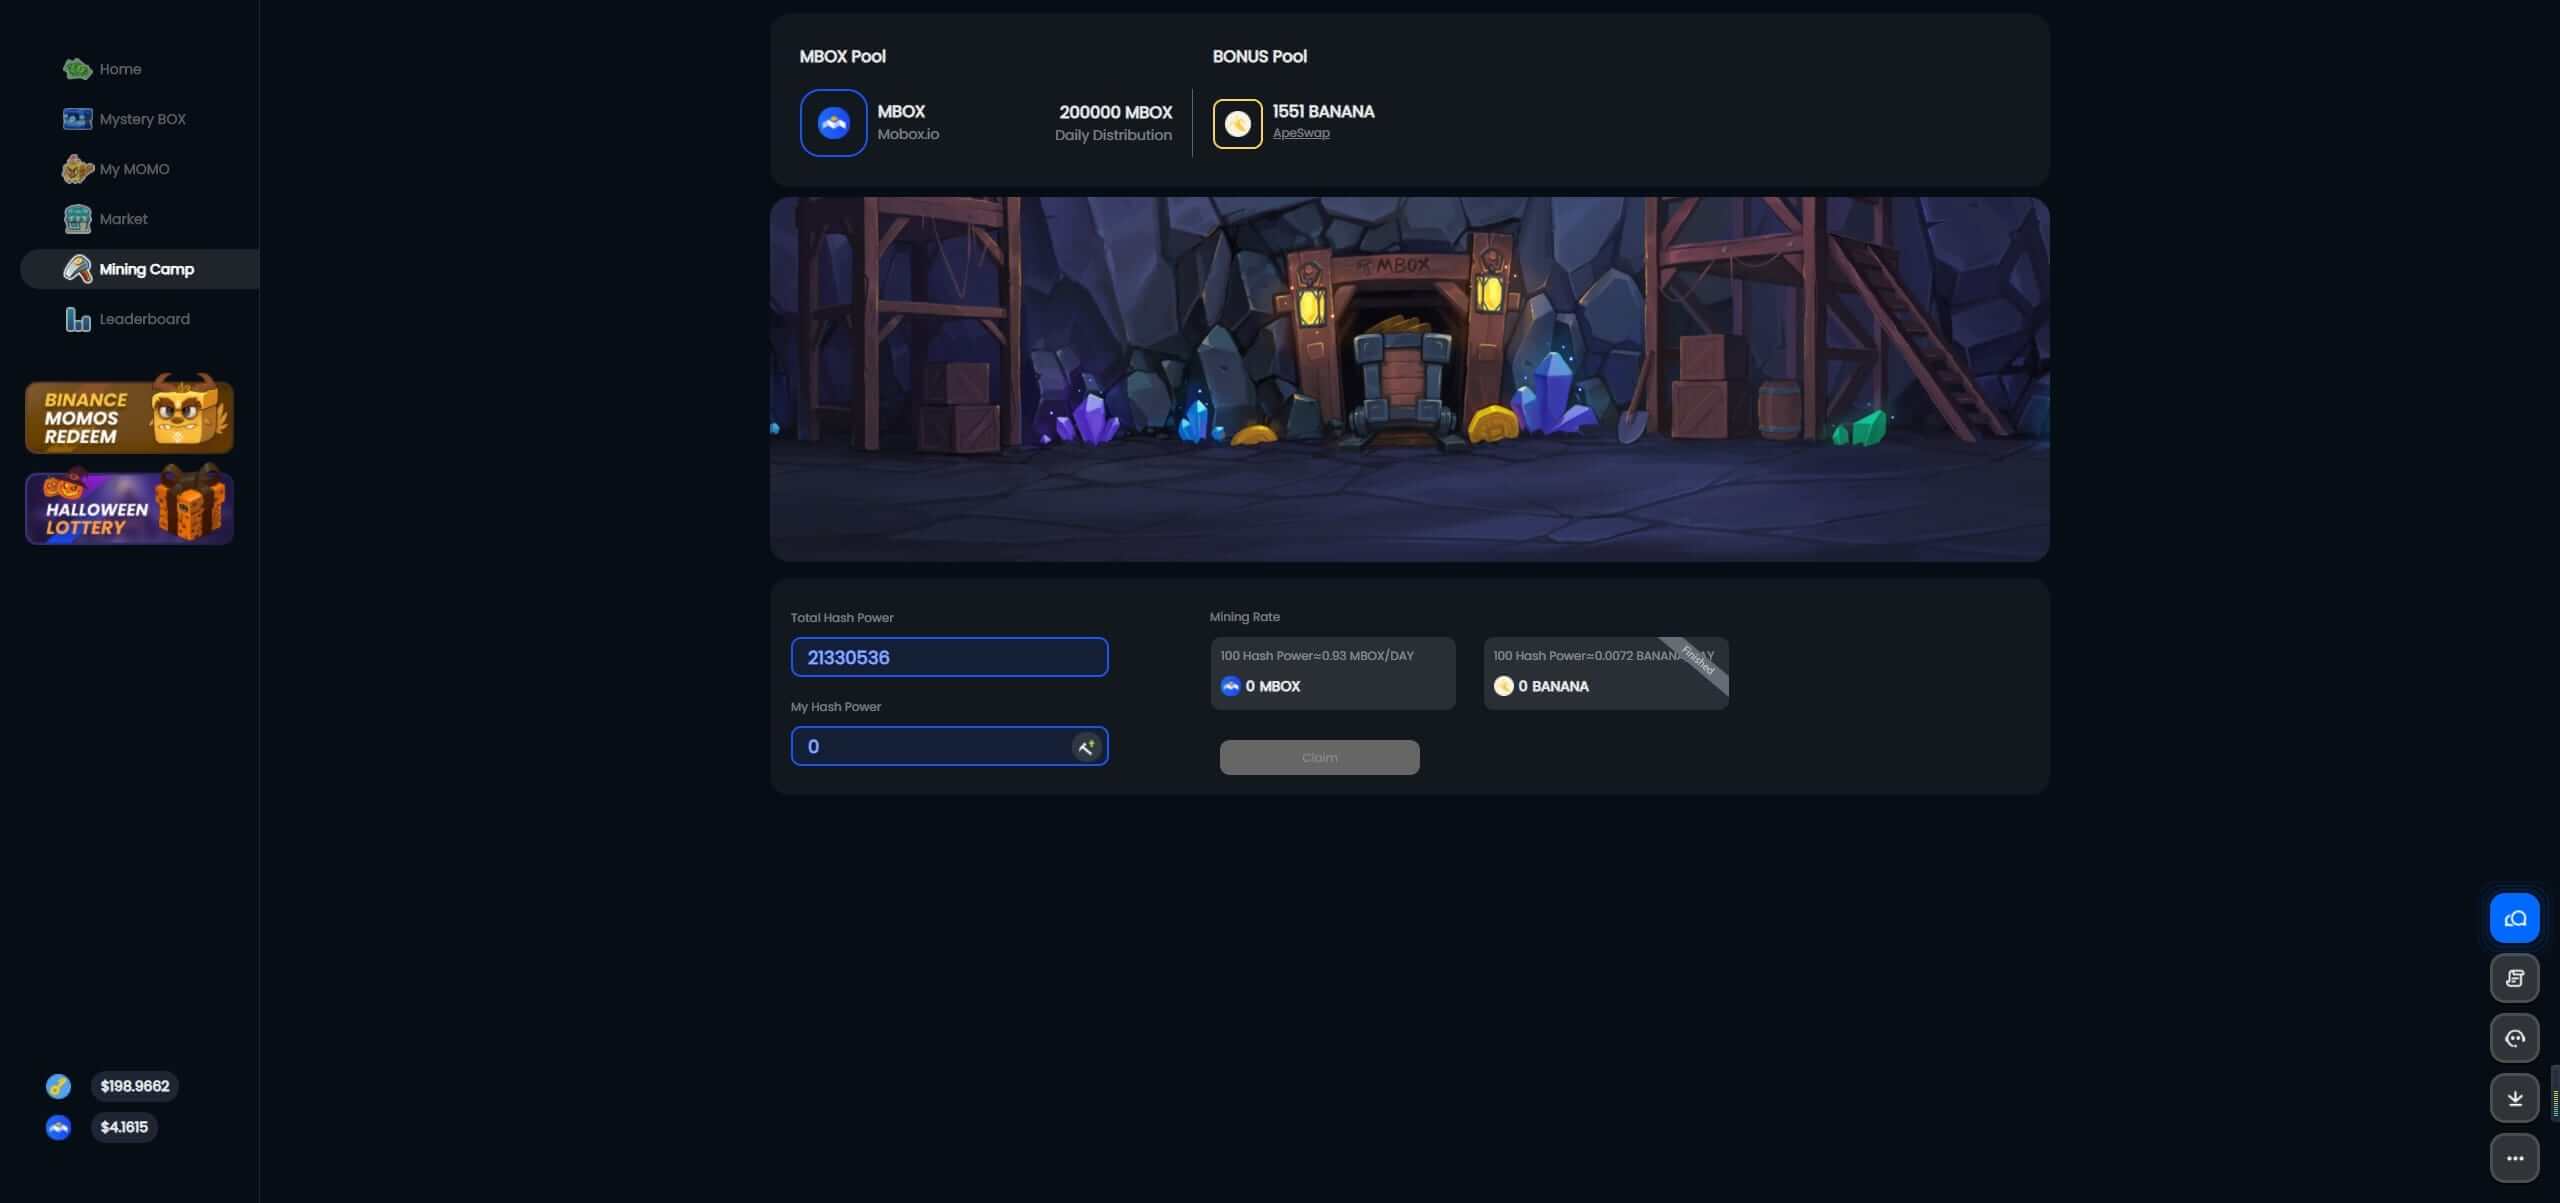 Home
Mystery BOX
My MOMO
Market
Mining Camp
Leaderboard
BINANCE
MOMOS
REDEEM
HALLOWEEN
LOTTERY
$198.9662
$4.1615
MBOX Pool
MBOX
Mobox.io
200000 MBOX
Daily Distribution
BONUS Pool
1551 BANANA
ApeSwap
MBOX
Total Hash Power
21330536
My Hash Power
0
Mining Rate
100 Hash Power≈0.93 MBOX/DAY
0 MBOX
100 Hash Power≈0.0072 BANANA/DAY
Finished
0 BANANA
Claim